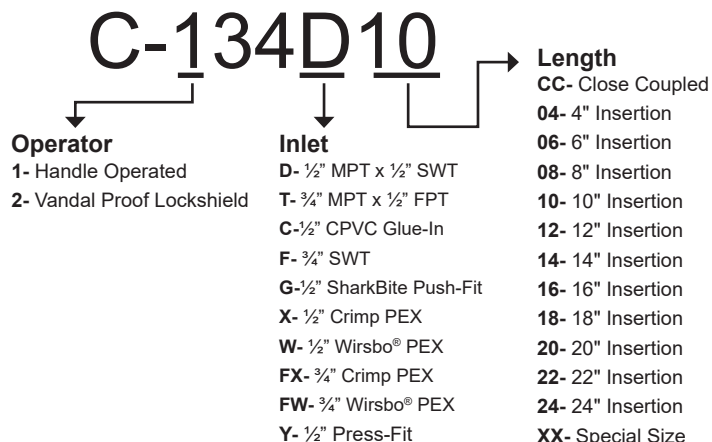 C-134D10
Operator
1- Handle Operated
2- Vandal Proof Lockshield
Inlet
D- ½” MPT x ½” SWT
T- ¾” MPT x ½” FPT
C-½” CPVC Glue-In
F- ¾” SWT
G-½” SharkBite Push-Fit
X- ½” Crimp PEX
W- ½” Wirsbo® PEX
FX- ¾” Crimp PEX
FW- ¾” Wirsbo® PEX
Y- ½” Press-Fit
Length
CC- Close Coupled
04- 4" Insertion
06- 6" Insertion
08- 8" Insertion
10- 10" Insertion
12- 12" Insertion
14- 14" Insertion
16- 16" Insertion
18- 18" Insertion
20- 20" Insertion
22- 22" Insertion
24- 24" Insertion
XX- Special Size